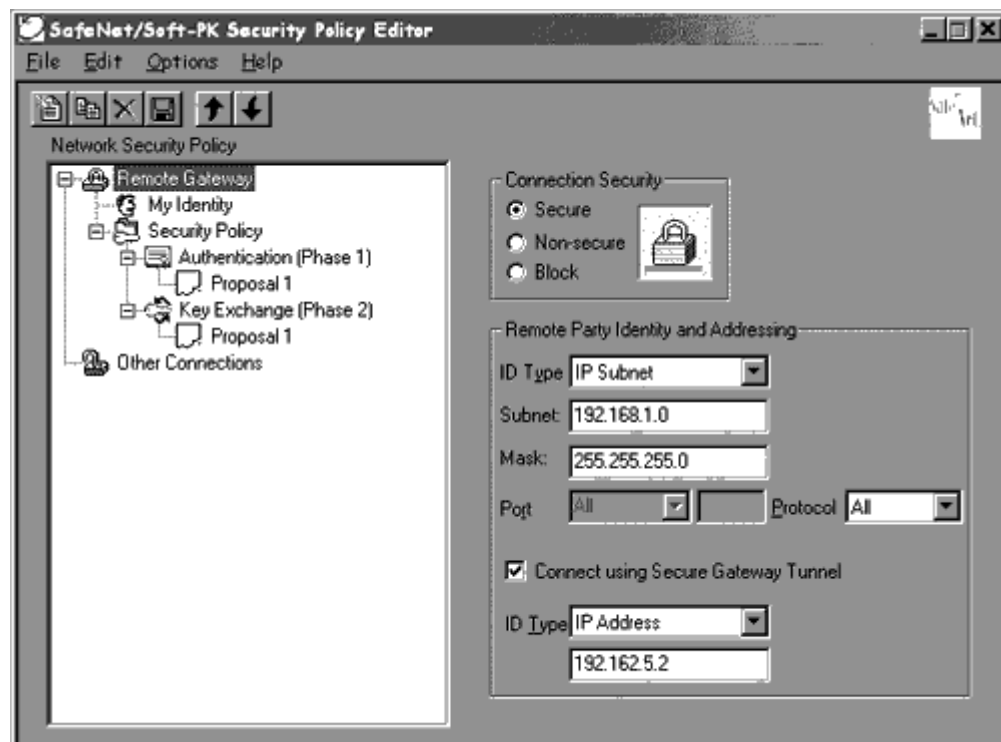 SafeNet/Soft-PK Security Policy Editor
File Edit Options Help
Network Security Policy
Remote Gateway
My Identity
Security Policy
Authentication (Phase 1)
Proposal 1
Key Exchange (Phase 2)
Proposal 1
Other Connections
Connection Security
Secure
Non-secure
Block
Remote Party Identity and Addressing
ID Type IP Subnet
Subnet: 192.168.1.0
Mask: 255.255.255.0
Port All Protocol All
Connect using Secure Gateway Tunnel
ID Type IP Address
192.162.5.2